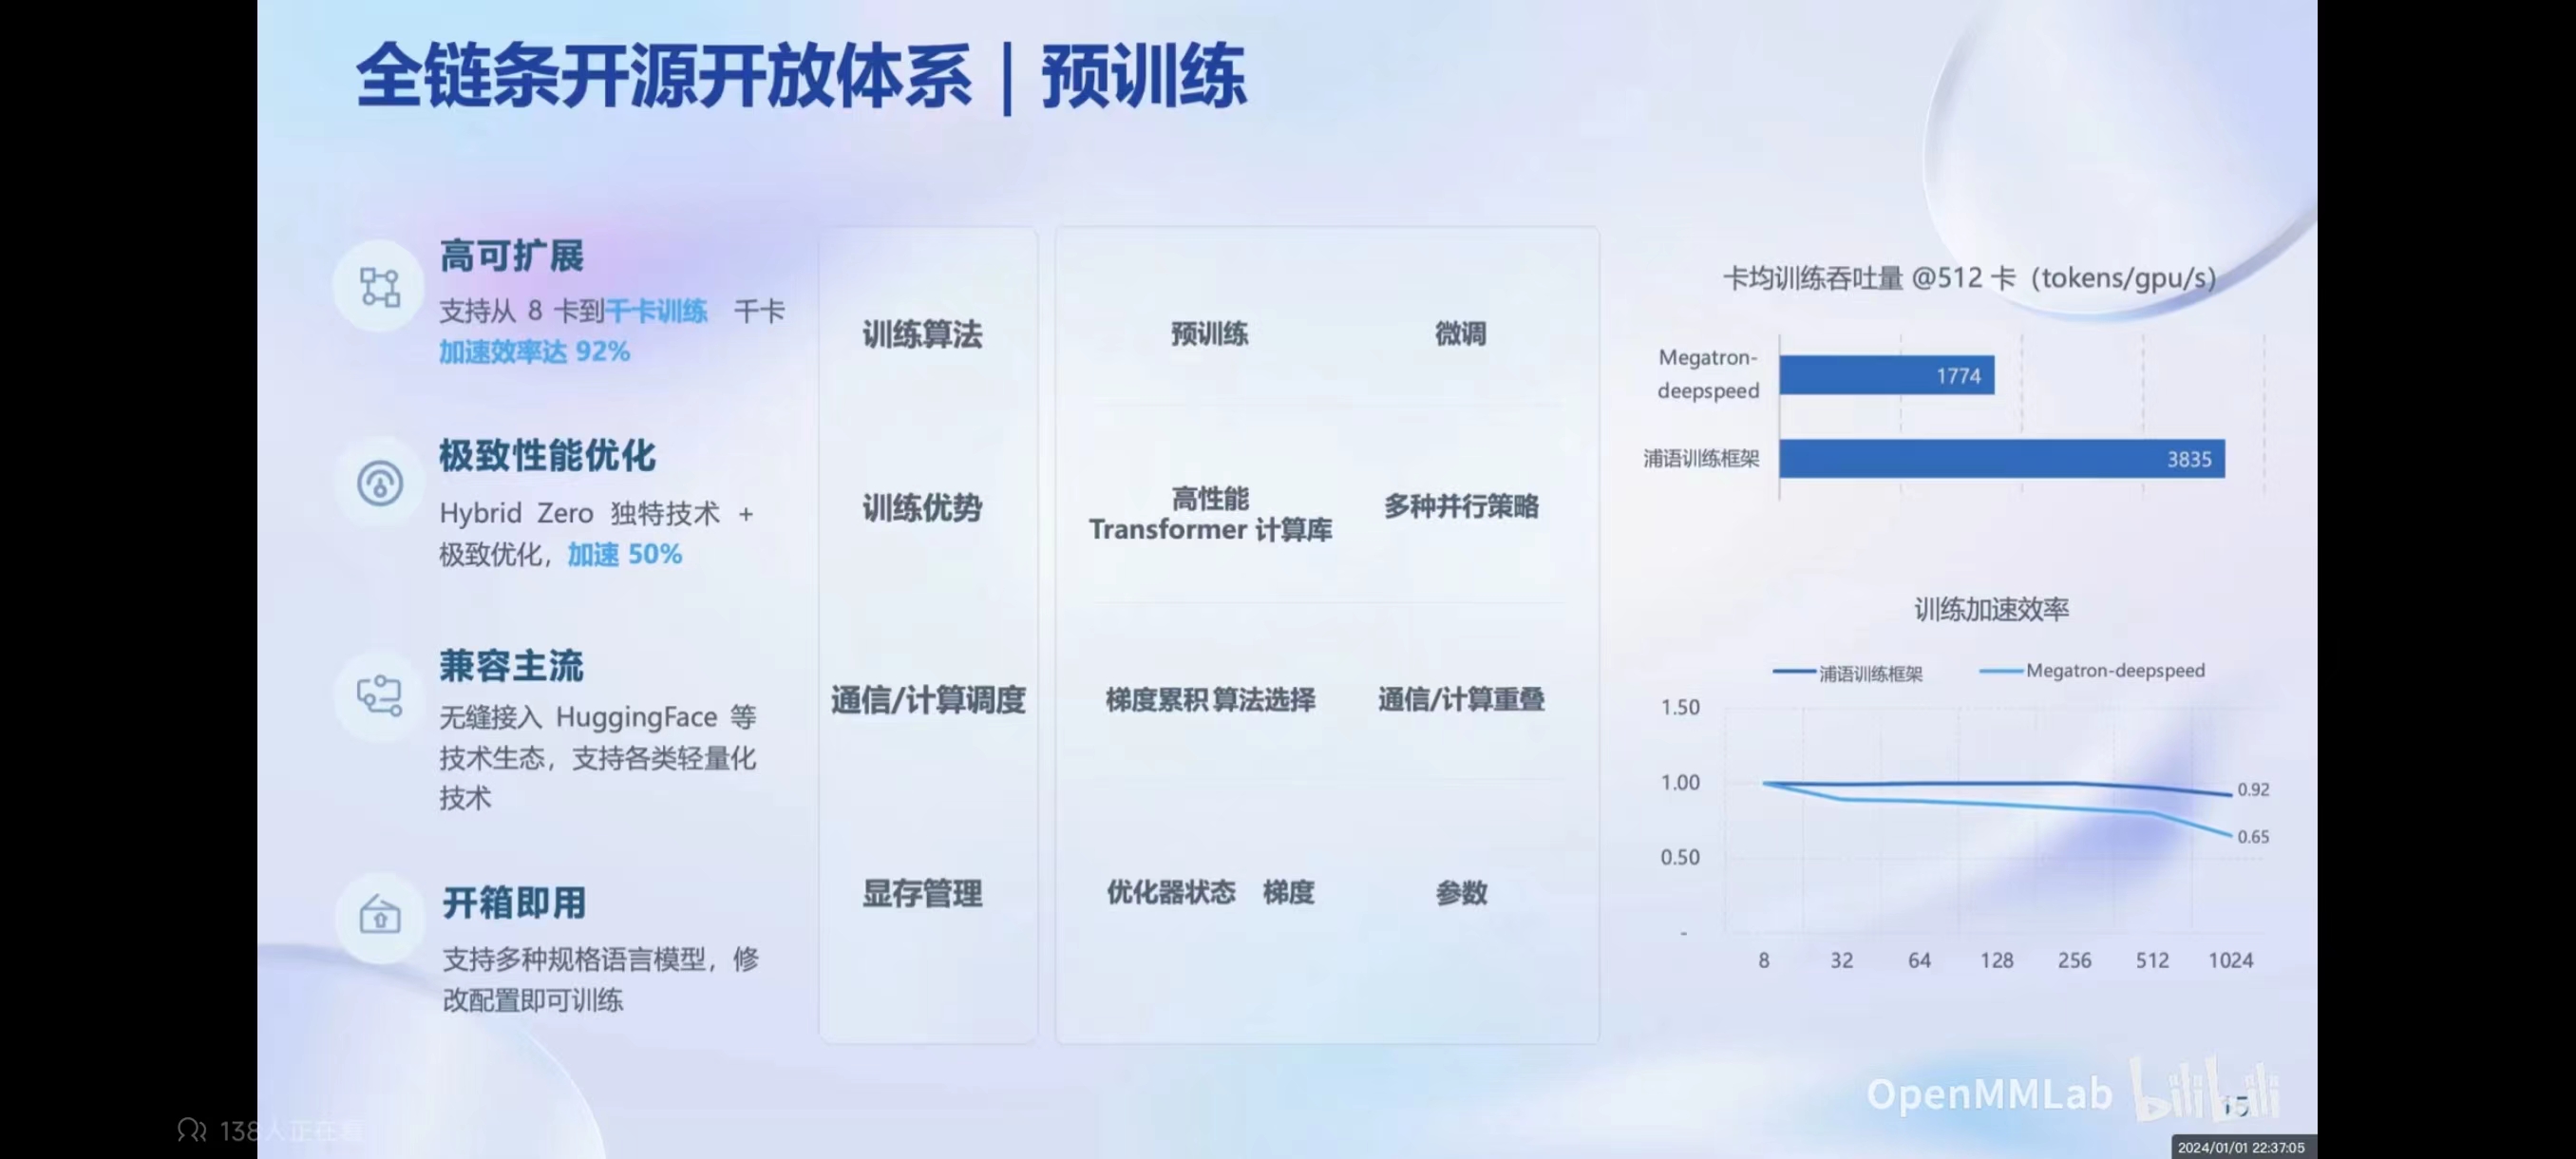 全链条开源开放体系｜预训练
高可扩展
支持从 8 卡到千卡训练 千卡
加速效率达 92%
极致性能优化
Hybrid Zero 独特技术 +
极致优化，加速 50%
兼容主流
无缝接入 HuggingFace 等
技术生态，支持各类轻量化
技术
开箱即用
支持多种规格语言模型，修
改配置即可训练
训练算法
预训练
微调
训练优势
高性能
Transformer 计算库
多种并行策略
通信/计算调度
梯度累积 算法选择
通信/计算重叠
显存管理
优化器状态 梯度
参数
卡均训练吞吐量 @512 卡（tokens/gpu/s）
Megatron-
deepspeed
1774
浦语训练框架
3835
训练加速效率
浦语训练框架
Megatron-deepspeed
1.50
1.00
0.50
-
0.92
0.65
8 32 64 128 256 512 1024
OpenMMLab bilibili
15
138人正在看
2024/01/01 22:37:05